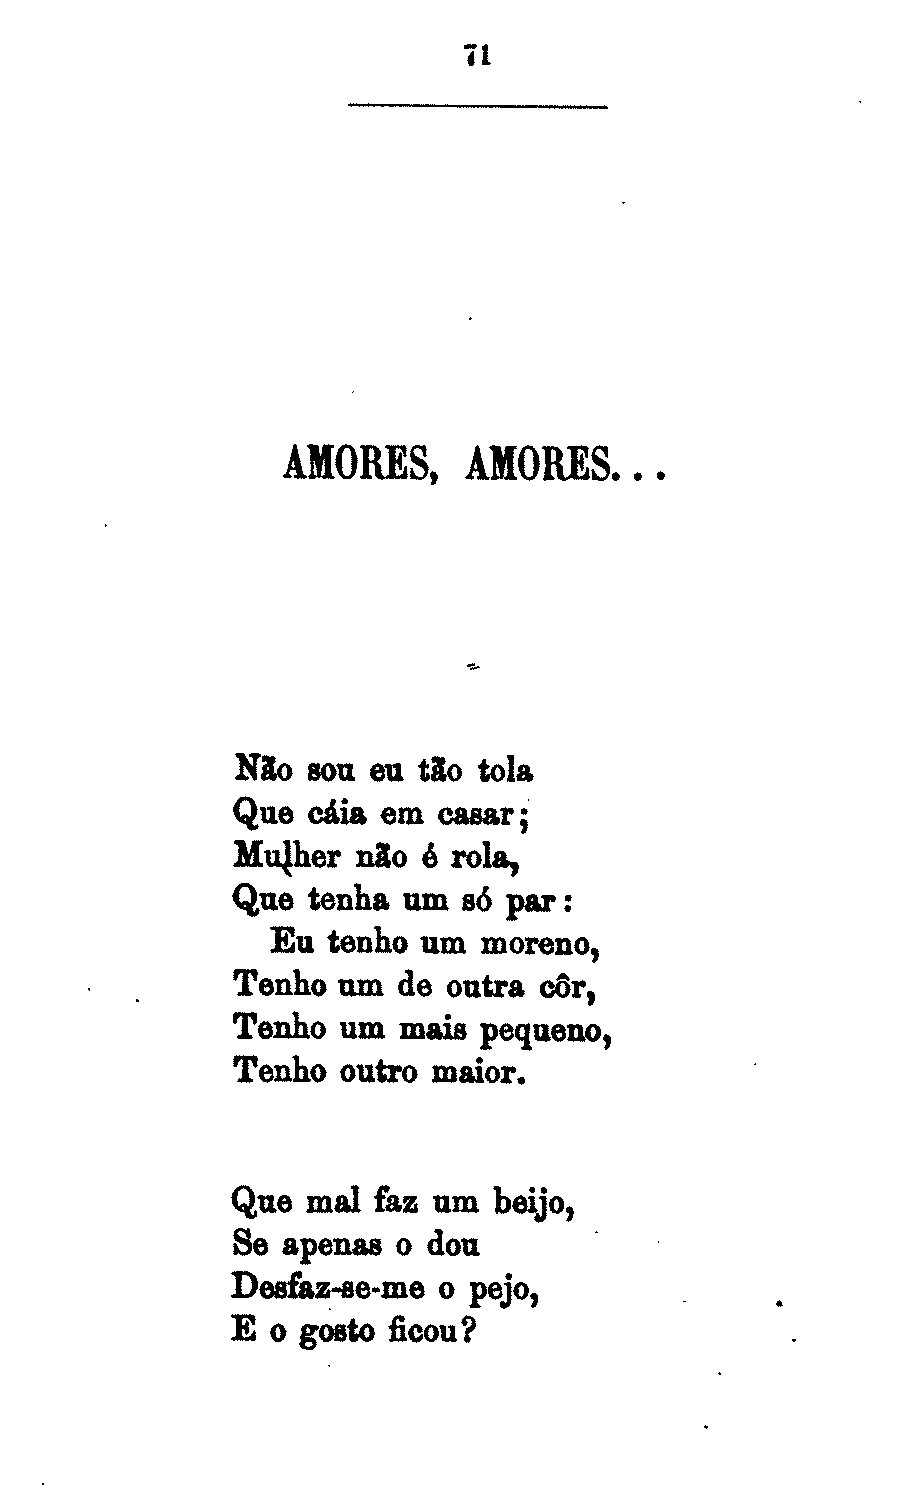 71
AMORES, AMORES...
Não sou eu tão tola
Que cáia em casar;
Mulher não é rola,
Que tenha um só par:
Eu tenho um moreno,
Tenho um de outra côr,
Tenho um mais pequeno,
Tenho outro maior.
Que mal faz um beijo,
Se apenas o dou
Desfaz-se-me o pejo,
E o gosto ficou?